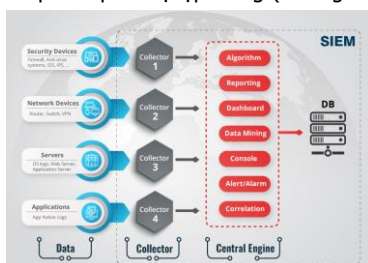 SIEM
Security Devices
Firewall, Antivirus
systems, IDS, IPS, ...
Collector
1
Algorithm
Reporting
Network Devices
Router, Switch, VPN
Collector
2
Dashboard
DB
Data Mining
Servers
OS logs, Web Server,
Application Server
Collector
3
Console
Alert/Alarm
Applications
App Native Logs
Collector
4
Correlation
Data
Collector
Central Engine